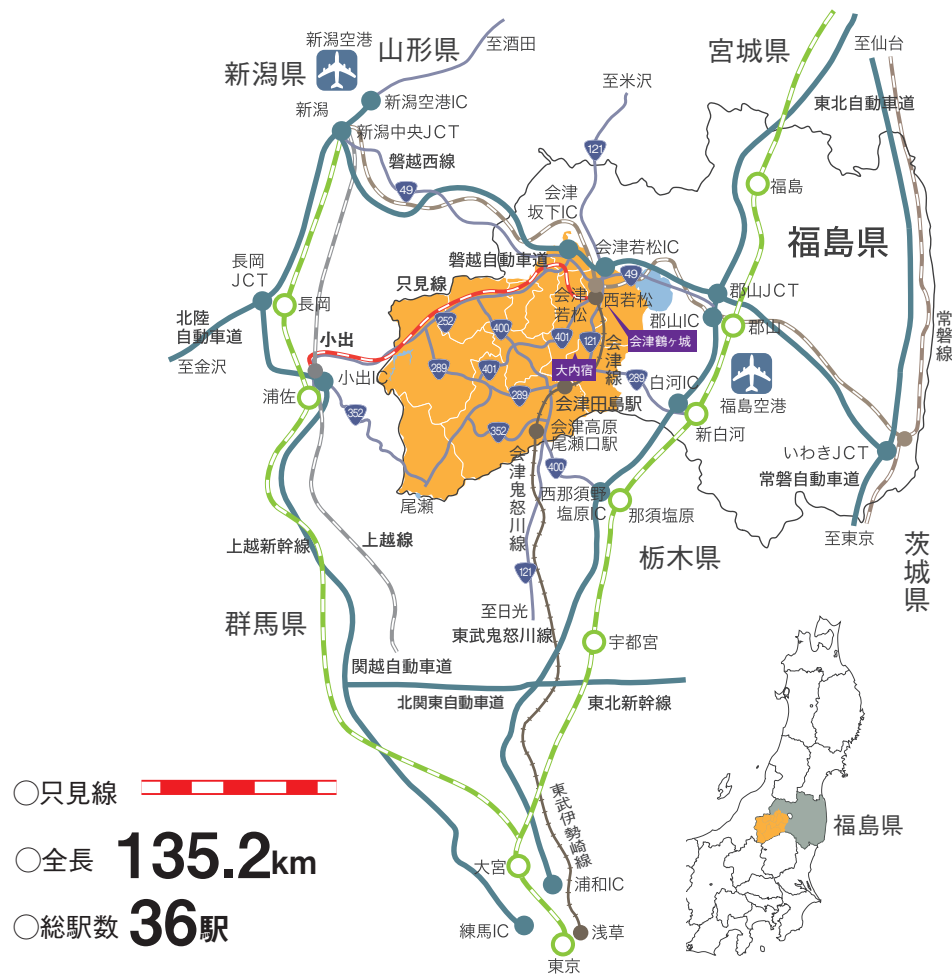 新潟空港
山形県
至酒田
宮城県
至仙台
新潟県
新潟空港IC
至米沢
東北自動車道
新潟
新潟中央JCT
磐越西線
121
49
会津
坂下IC
福島
福島県
長岡
JCT
磐越自動車道
会津若松IC
49
只見線
郡山JCT
長岡
会津
若松
西若松
郡山IC
郡山
北陸
自動車道
252
400
401
121
会津鶴ヶ城
常磐線
小出
会津線
至金沢
小出IC
289
401
大内宿
289
白河IC
福島空港
浦佐
352
289
会津田島駅
新白河
352
会津高原
尾瀬口駅
いわきJCT
400
西那須野
塩原IC
常磐自動車道
尾瀬
会津鬼怒川線
那須塩原
至東京
上越新幹線
上越線
栃木県
茨城県
121
群馬県
至日光
東武鬼怒川線
宇都宮
関越自動車道
北関東自動車道
東北新幹線
○只見線
東武伊勢崎線
福島県
○全長 135.2km
大宮
浦和IC
○総駅数 36駅
練馬IC
浅草
東京